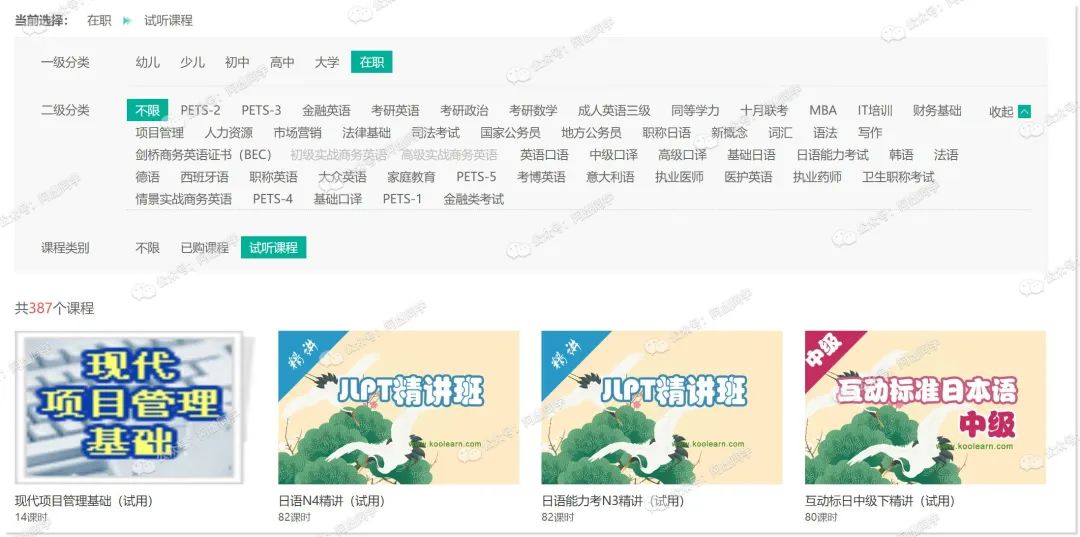 当前选择： 在职 试听课程
一级分类 幼儿 少儿 初中 高中 大学 在职
二级分类 不限 PETS-2 PETS-3 金融英语 考研英语 考研政治 考研数学 成人英语三级 同等学力 十月联考 MBA IT培训 财务基础 收起
项目管理 人力资源 市场营销 法律基础 司法考试 国家公务员 地方公务员 职称日语 新概念 词汇 语法 写作
剑桥商务英语证书（BEC） 初级实战商务英语 高级实战商务英语 英语口语 中级口译 高级口译 基础日语 日语能力考试 韩语 法语
德语 西班牙语 职称英语 大众英语 家庭教育 PETS-5 考博英语 意大利语 执业医师 医护英语 执业药师 卫生职称考试
情景实战商务英语 PETS-4 基础口译 PETS-1 金融类考试
课程类别 不限 已购课程 试听课程
共387个课程
现代
项目管理
基础
精讲
JLPT精讲班
www.koolearn.com
精讲
JLPT精讲班
www.koolearn.com
中级
互动标准日本语
中级
www.koolearn.com
现代项目管理基础（试用） 日语N4精讲（试用） 日语能力考N3精讲（试用） 互动标日中级下精讲（试用）
14课时 82课时 82课时 80课时